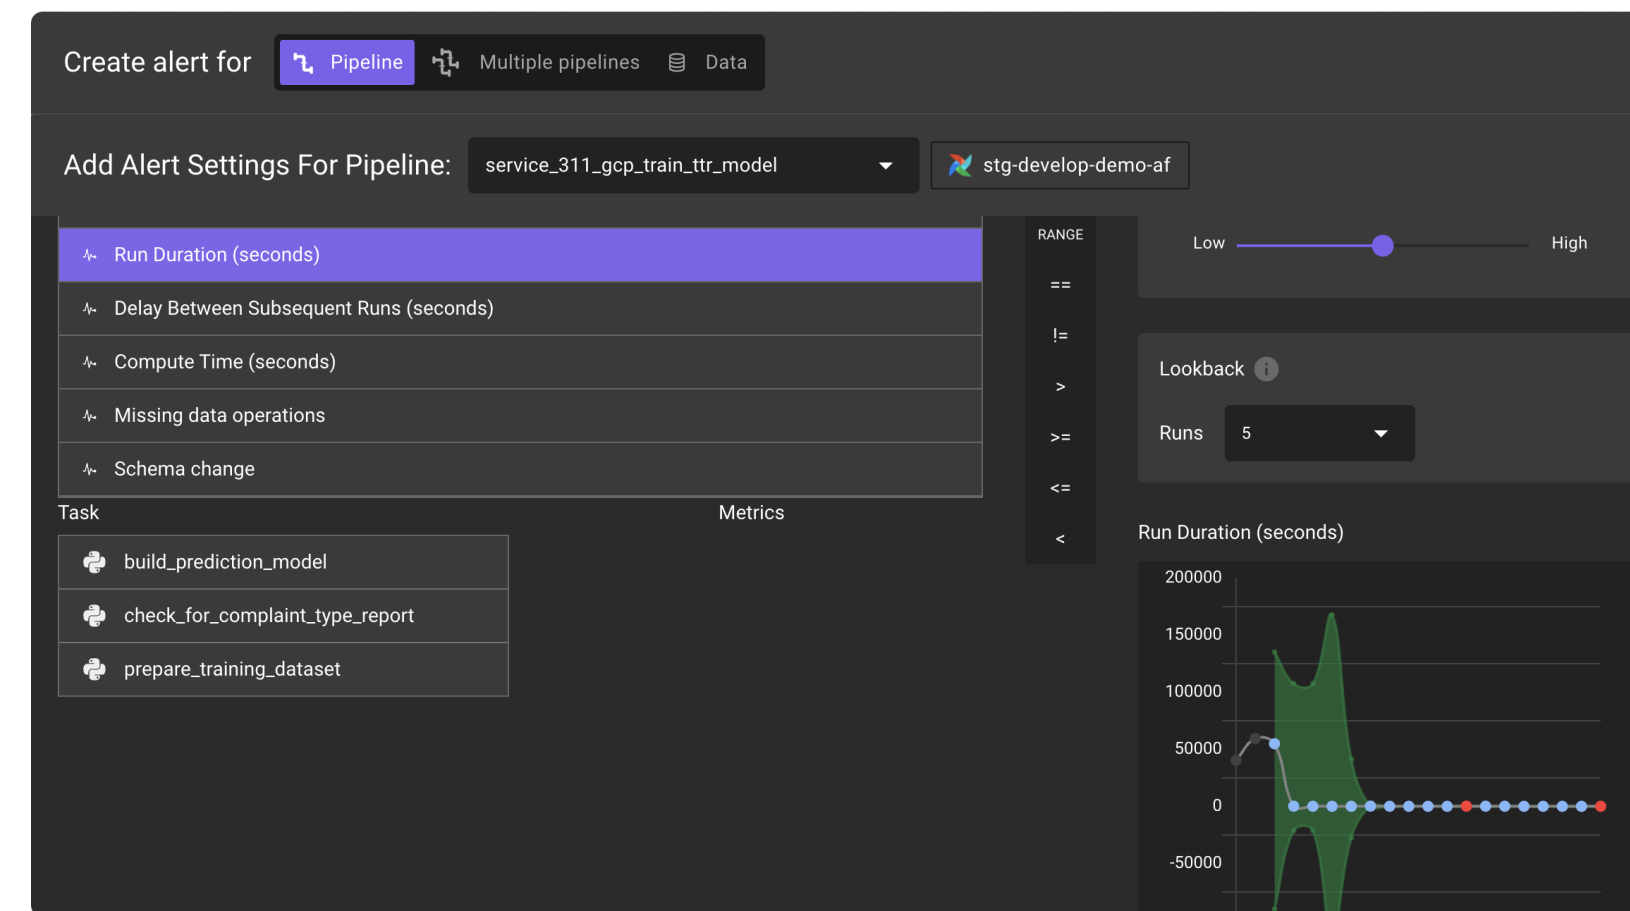 Create alert for
Pipeline
Multiple pipelines
Data
Add Alert Settings For Pipeline:
service_311_gcp_train_ttr_model
stg-develop-demo-af
Run Duration (seconds)
Delay Between Subsequent Runs (seconds)
Compute Time (seconds)
Missing data operations
Schema change
Task
Metrics
build_prediction_model
check_for_complaint_type_report
prepare_training_dataset
RANGE
==
!=
>
>=
<=
<
Low
High
Lookback
Runs
5
Run Duration (seconds)
200000
150000
100000
50000
0
-50000